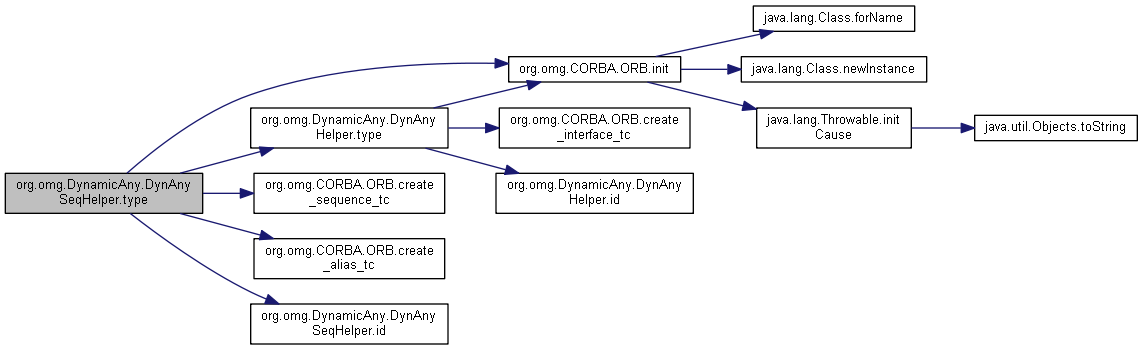 org.omg.DynamicAny.DynAny
SeqHelper.type
org.omg.CORBA.ORB.init
java.lang.Class.forName
java.lang.Class.newInstance
java.lang.Throwable.init
Cause
java.util.Objects.toString
org.omg.DynamicAny.DynAny
Helper.type
org.omg.CORBA.ORB.create
_interface_tc
org.omg.DynamicAny.DynAny
Helper.id
org.omg.CORBA.ORB.create
_sequence_tc
org.omg.CORBA.ORB.create
_alias_tc
org.omg.DynamicAny.DynAny
SeqHelper.id